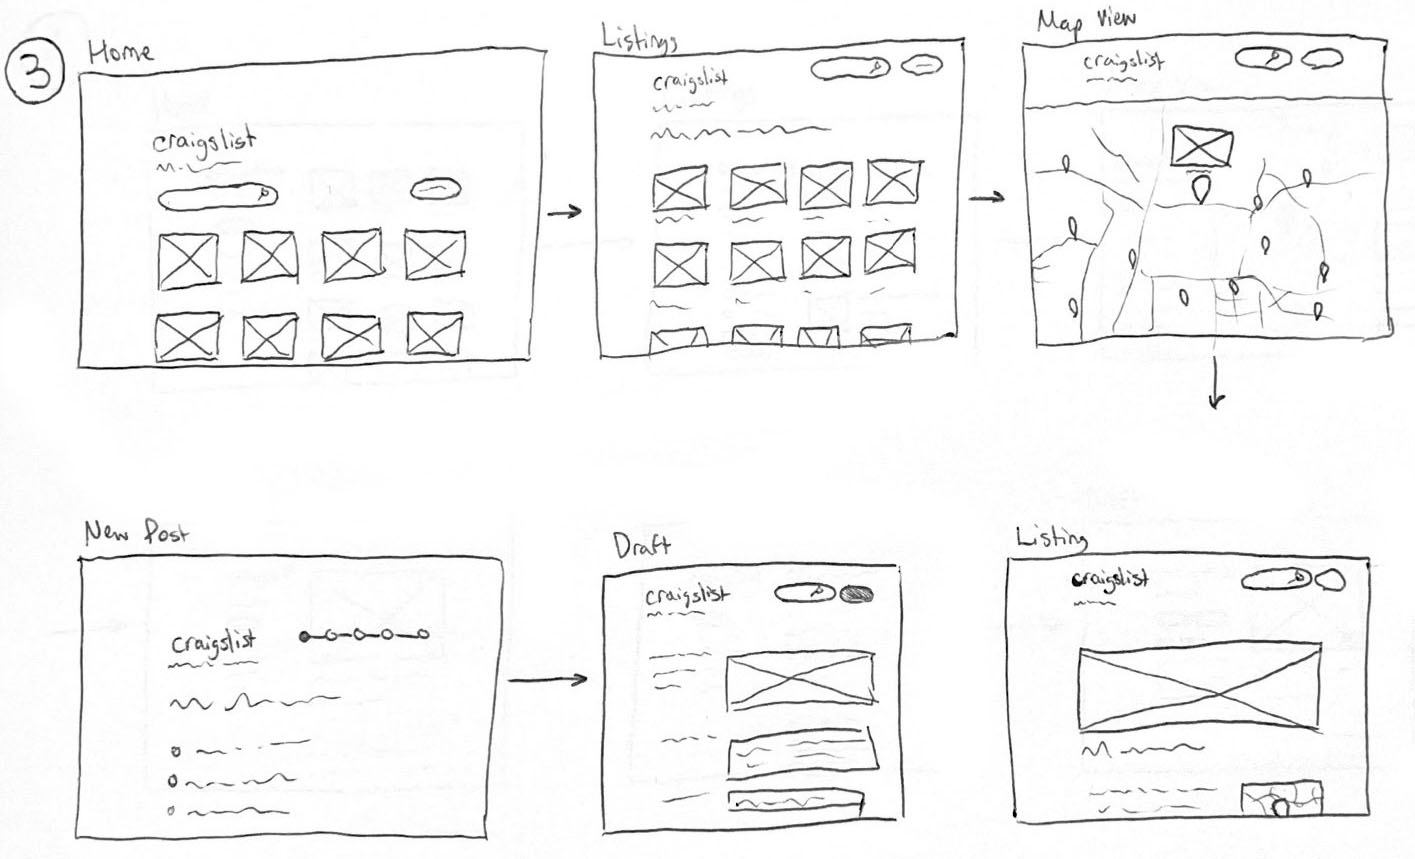 3
Home
craigslist
Listings
craigslist
Map View
craigslist
New Post
craigslist
Draft
craigslist
Listing
craigslist